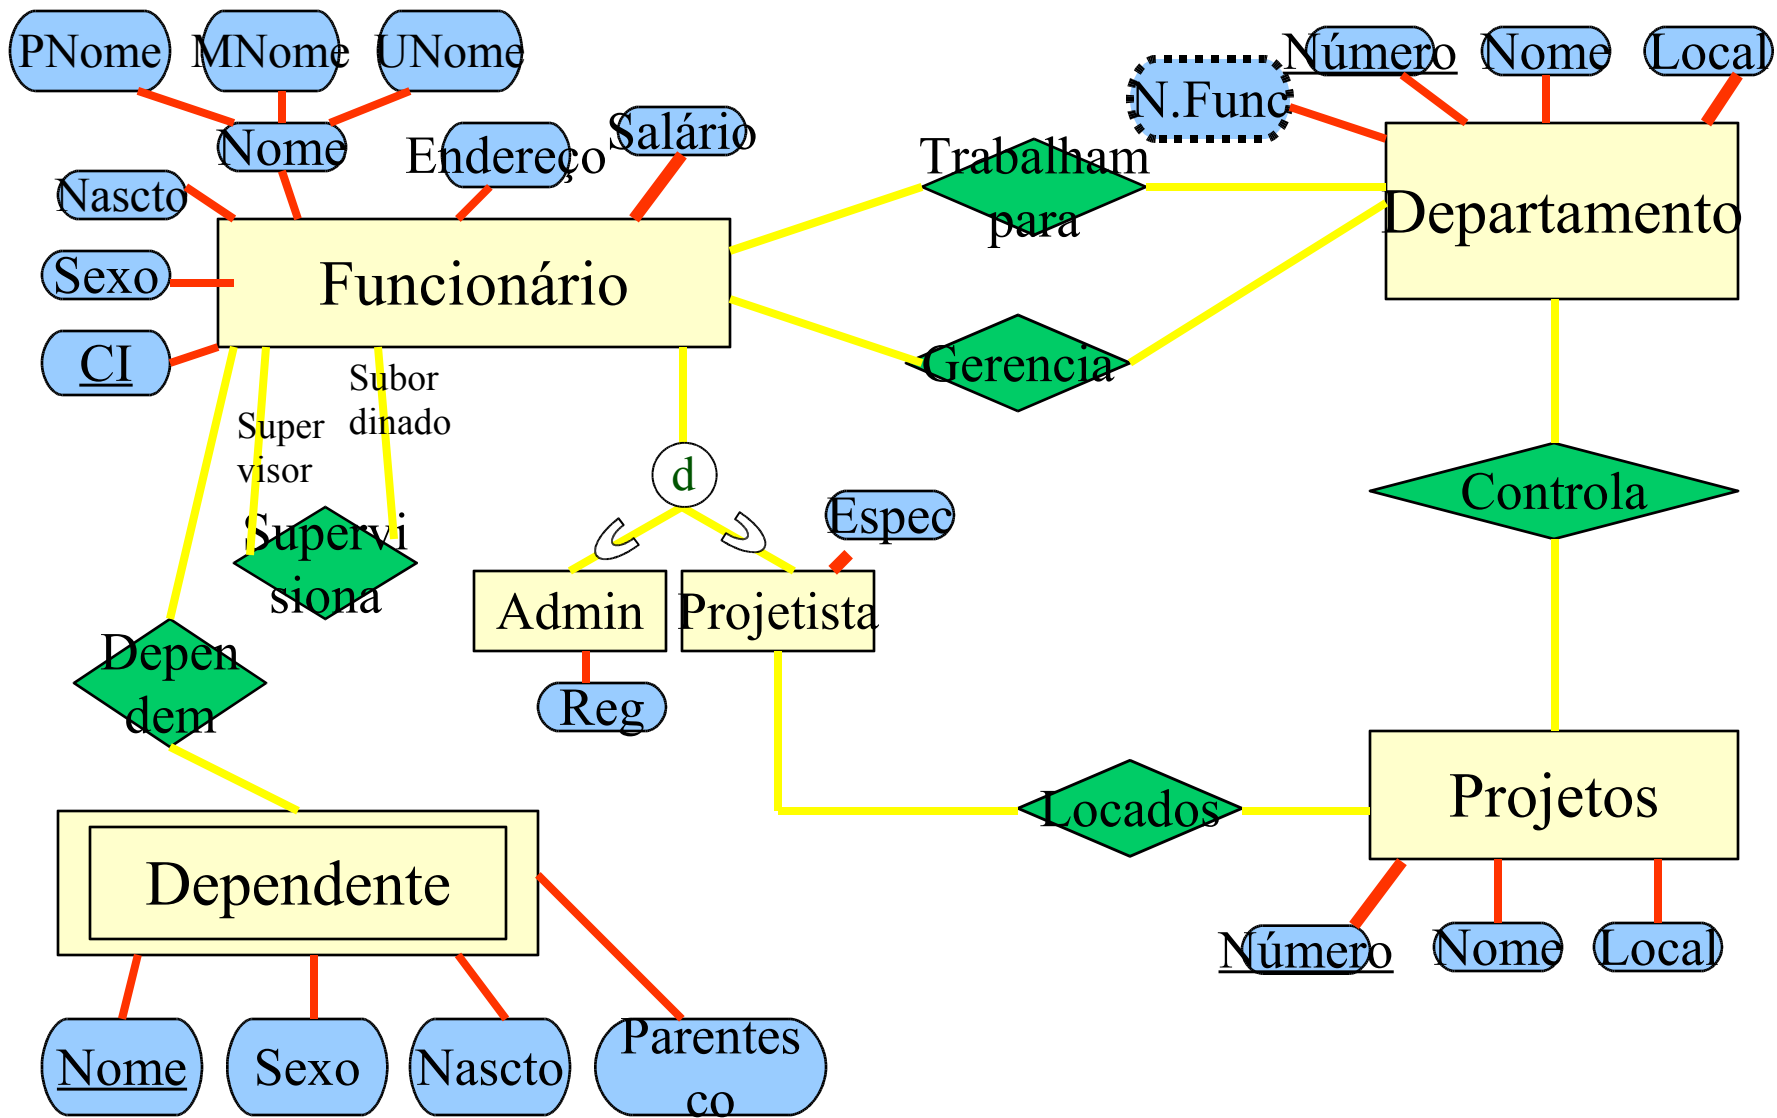 PNome
MNome
UNome
Número
Nome
Local
N.Func
Nome
Endereço
Salário
Nascto
Trabalham
para
Departamento
Sexo
Funcionário
CI
Gerencia
Subor
dinado
Super
visor
d
Controla
Espec
Supervi
siona
Admin
Projetista
Depen
dem
Reg
Projetos
Locados
Dependente
Número
Nome
Local
Nome
Sexo
Nascto
Parentes
co